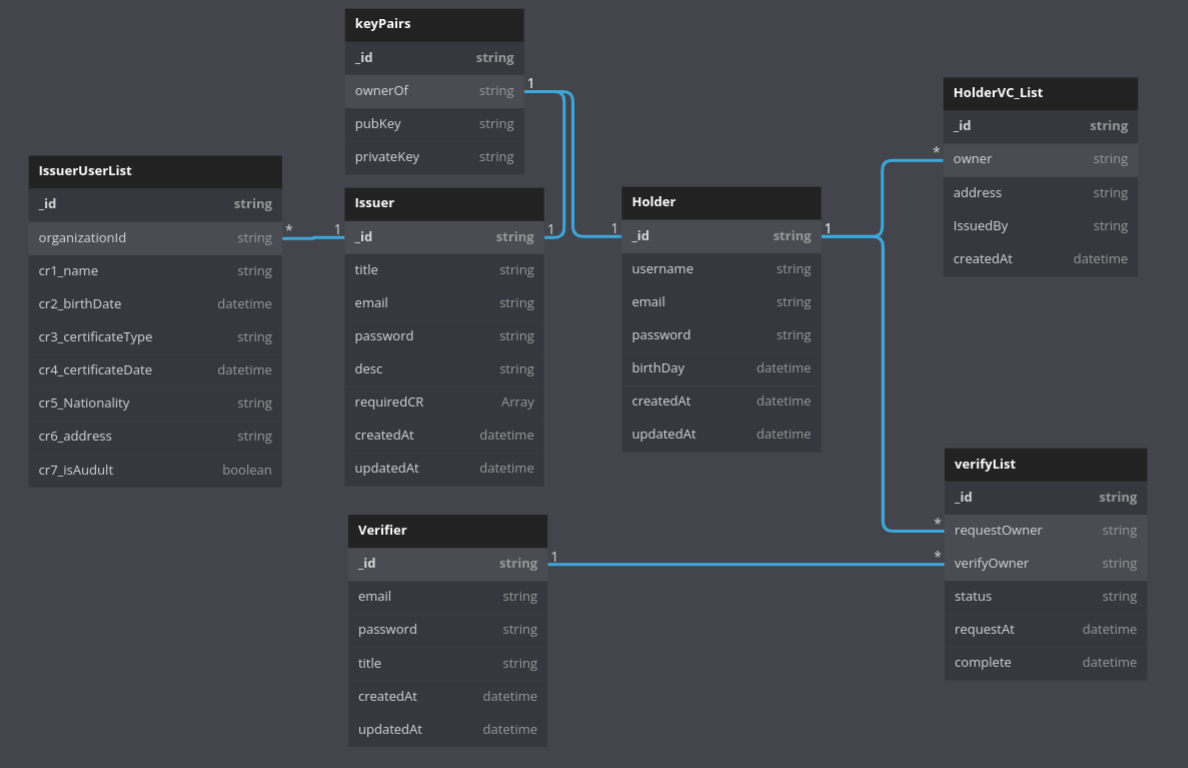 keyPairs
_id string
ownerOf string
pubKey string
privateKey string
1
IssuerUserList
_id string
organizationId string
cr1_name string
cr2_birthDate datetime
cr3_certificateType string
cr4_certificateDate datetime
cr5_Nationality string
cr6_address string
cr7_isAudult boolean
*
1
Issuer
_id string
title string
email string
password string
desc string
requiredCR Array
createdAt datetime
updatedAt datetime
1
1
Holder
_id string
username string
email string
password string
birthDay datetime
createdAt datetime
updatedAt datetime
1
*
HolderVC_List
_id string
owner string
address string
IssuedBy string
createdAt datetime
Verifier
_id string
email string
password string
title string
createdAt datetime
updatedAt datetime
1
*
*
verifyList
_id string
requestOwner string
verifyOwner string
status string
requestAt datetime
complete datetime